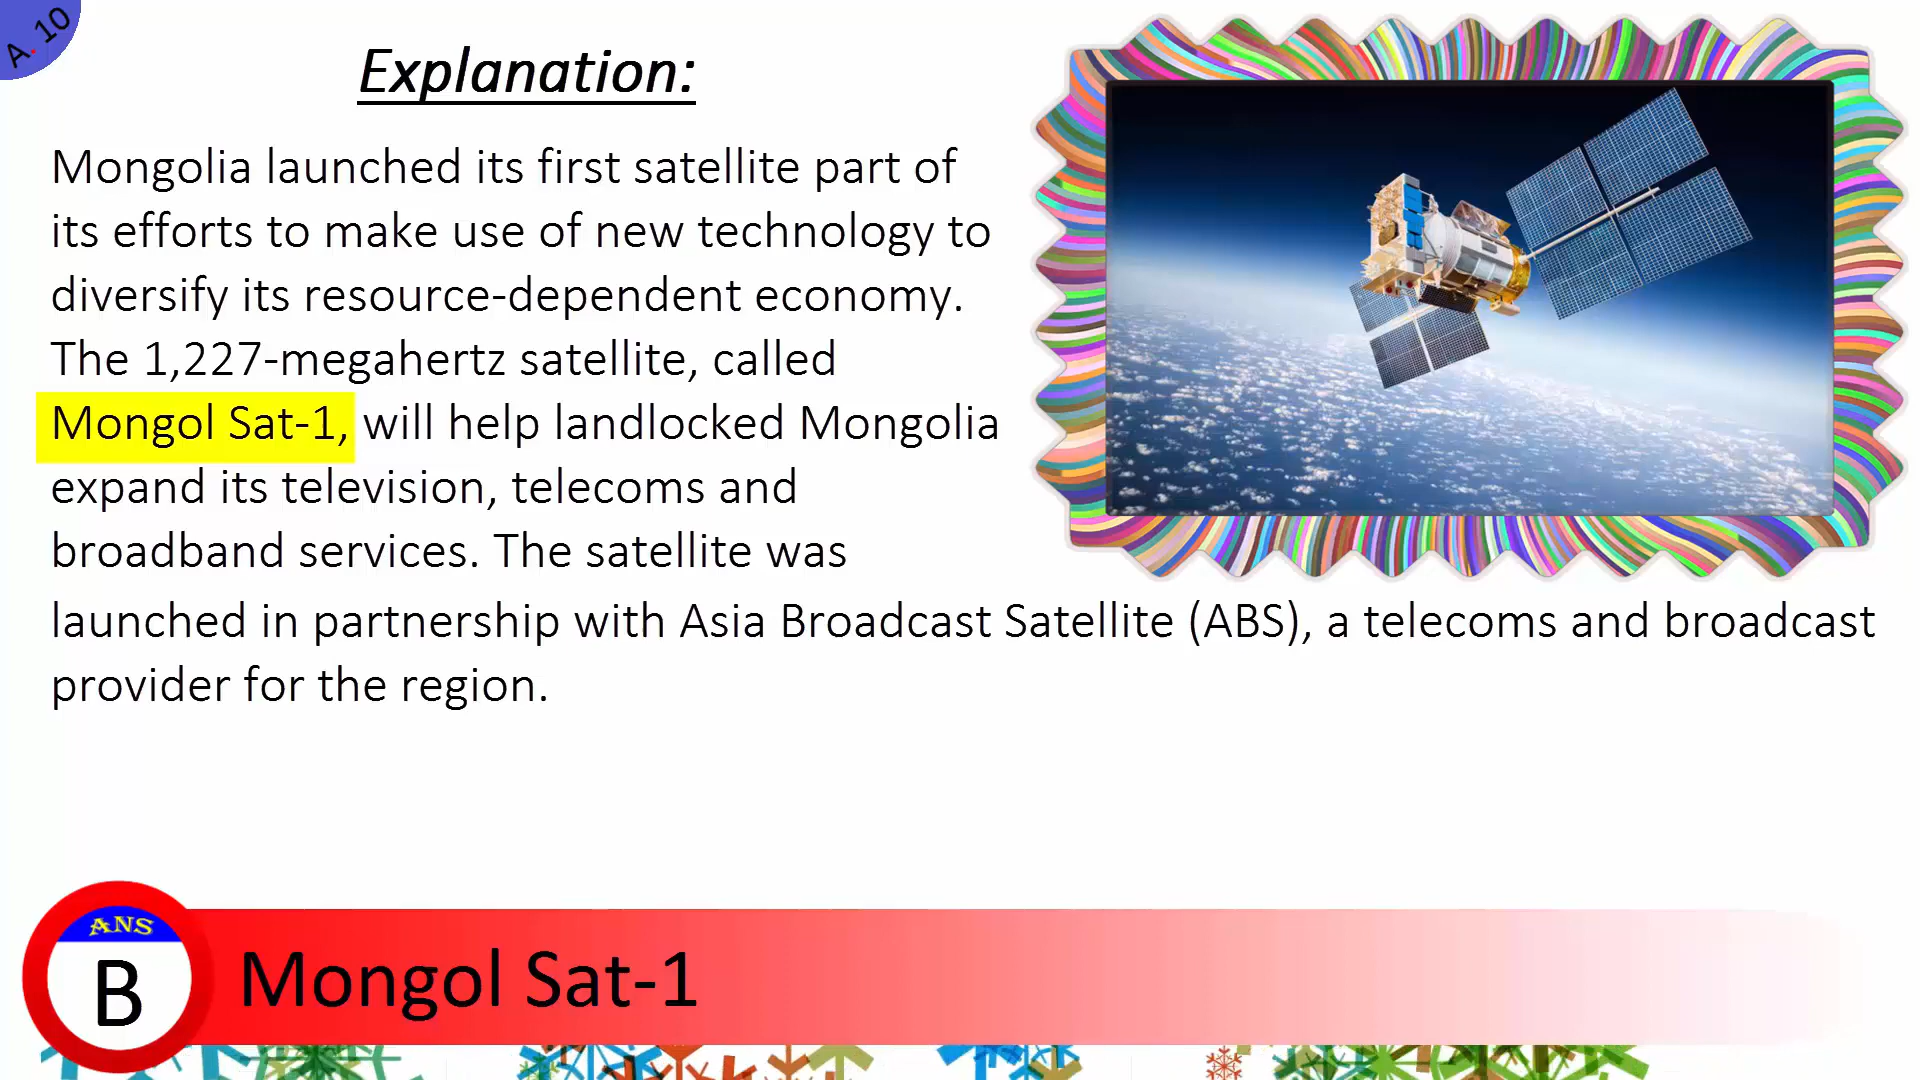 A. 10
Explanation:
Mongolia launched its first satellite part of
its efforts to make use of new technology to
diversify its resource-dependent economy.
The 1,227-megahertz satellite, called
Mongol Sat-1, will help landlocked Mongolia
expand its television, telecoms and
broadband services. The satellite was
launched in partnership with Asia Broadcast Satellite (ABS), a telecoms and broadcast
provider for the region.
ANS
B
Mongol Sat-1